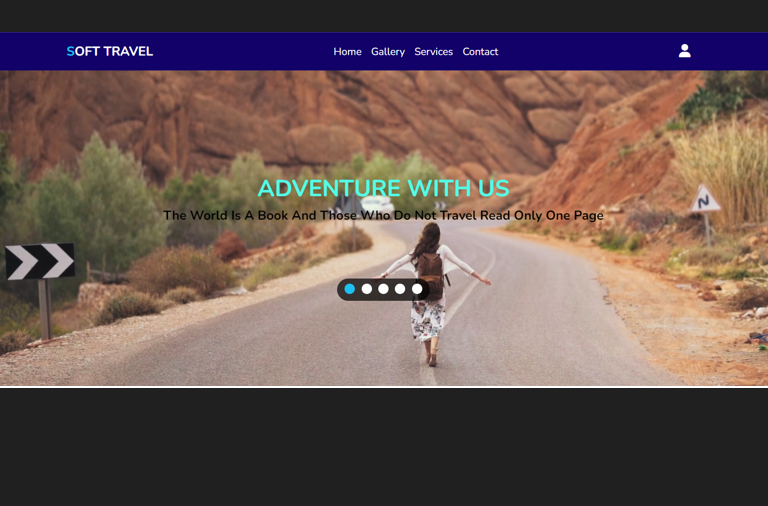 SOFT TRAVEL
Home Gallery Services Contact
ADVENTURE WITH US
The World Is A Book And Those Who Do Not Travel Read Only One Page